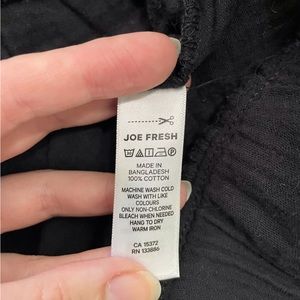 JOE FRESH
MADE IN
BANGLADESH
100% COTTON
MACHINE WASH COLD
WASH WITH LIKE
COLOURS
ONLY NON-CHLORINE
BLEACH WHEN NEEDED
HANG TO DRY
WARM IRON
CA 15372
RN 133886